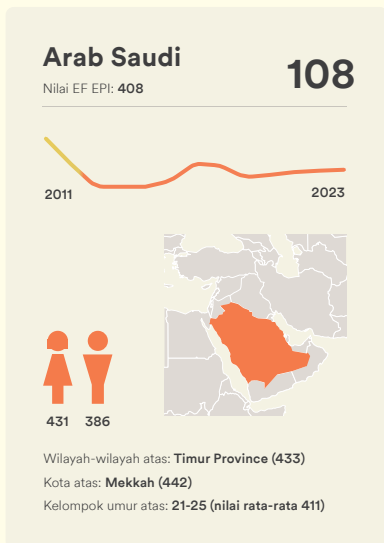 Arab Saudi
108
Nilai EF EPI: 408
2011
2023
431 386
Wilayah-wilayah atas: Timur Province (433)
Kota atas: Mekkah (442)
Kelompok umur atas: 21-25 (nilai rata-rata 411)